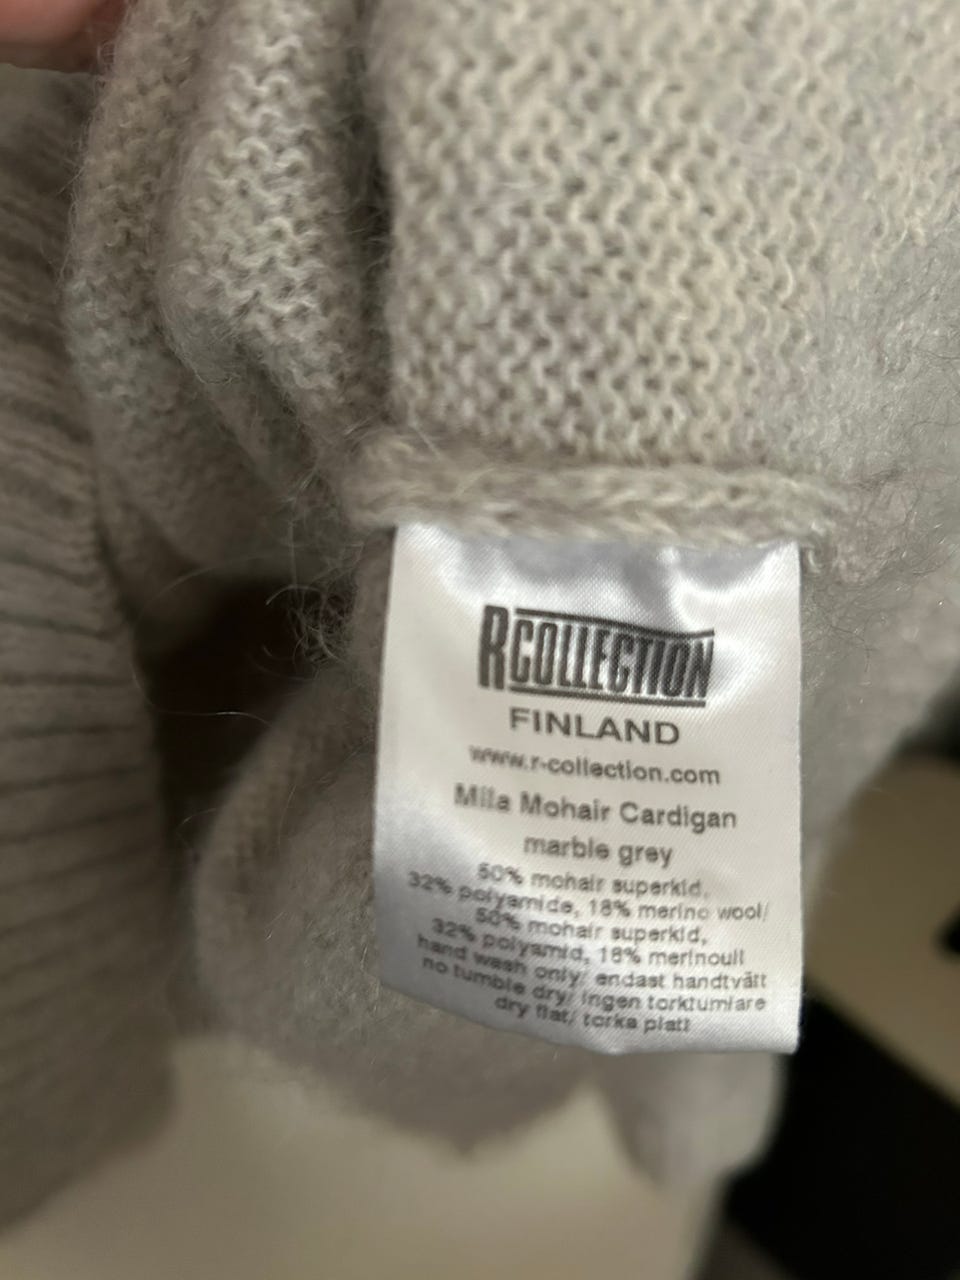 RCOLLECTION
FINLAND
www.r-collection.com
Mila Mohair Cardigan
marble grey
50% mohair superkid,
32% polyamide, 18% merino wool/
50% mohair superkid,
32% polyamid, 18% merinoull
hand wash only/ endast handtvätt
no tumble dry/ ingen torktumlare
dry flat/ torka platt